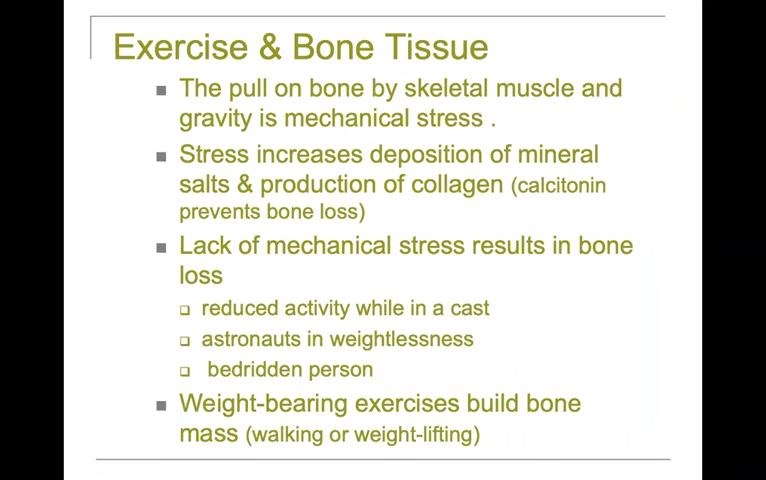 Exercise & Bone Tissue
The pull on bone by skeletal muscle and
gravity is mechanical stress .
Stress increases deposition of mineral
salts & production of collagen (calcitonin
prevents bone loss)
Lack of mechanical stress results in bone
loss
reduced activity while in a cast
astronauts in weightlessness
bedridden person
Weight-bearing exercises build bone
mass (walking or weight-lifting)